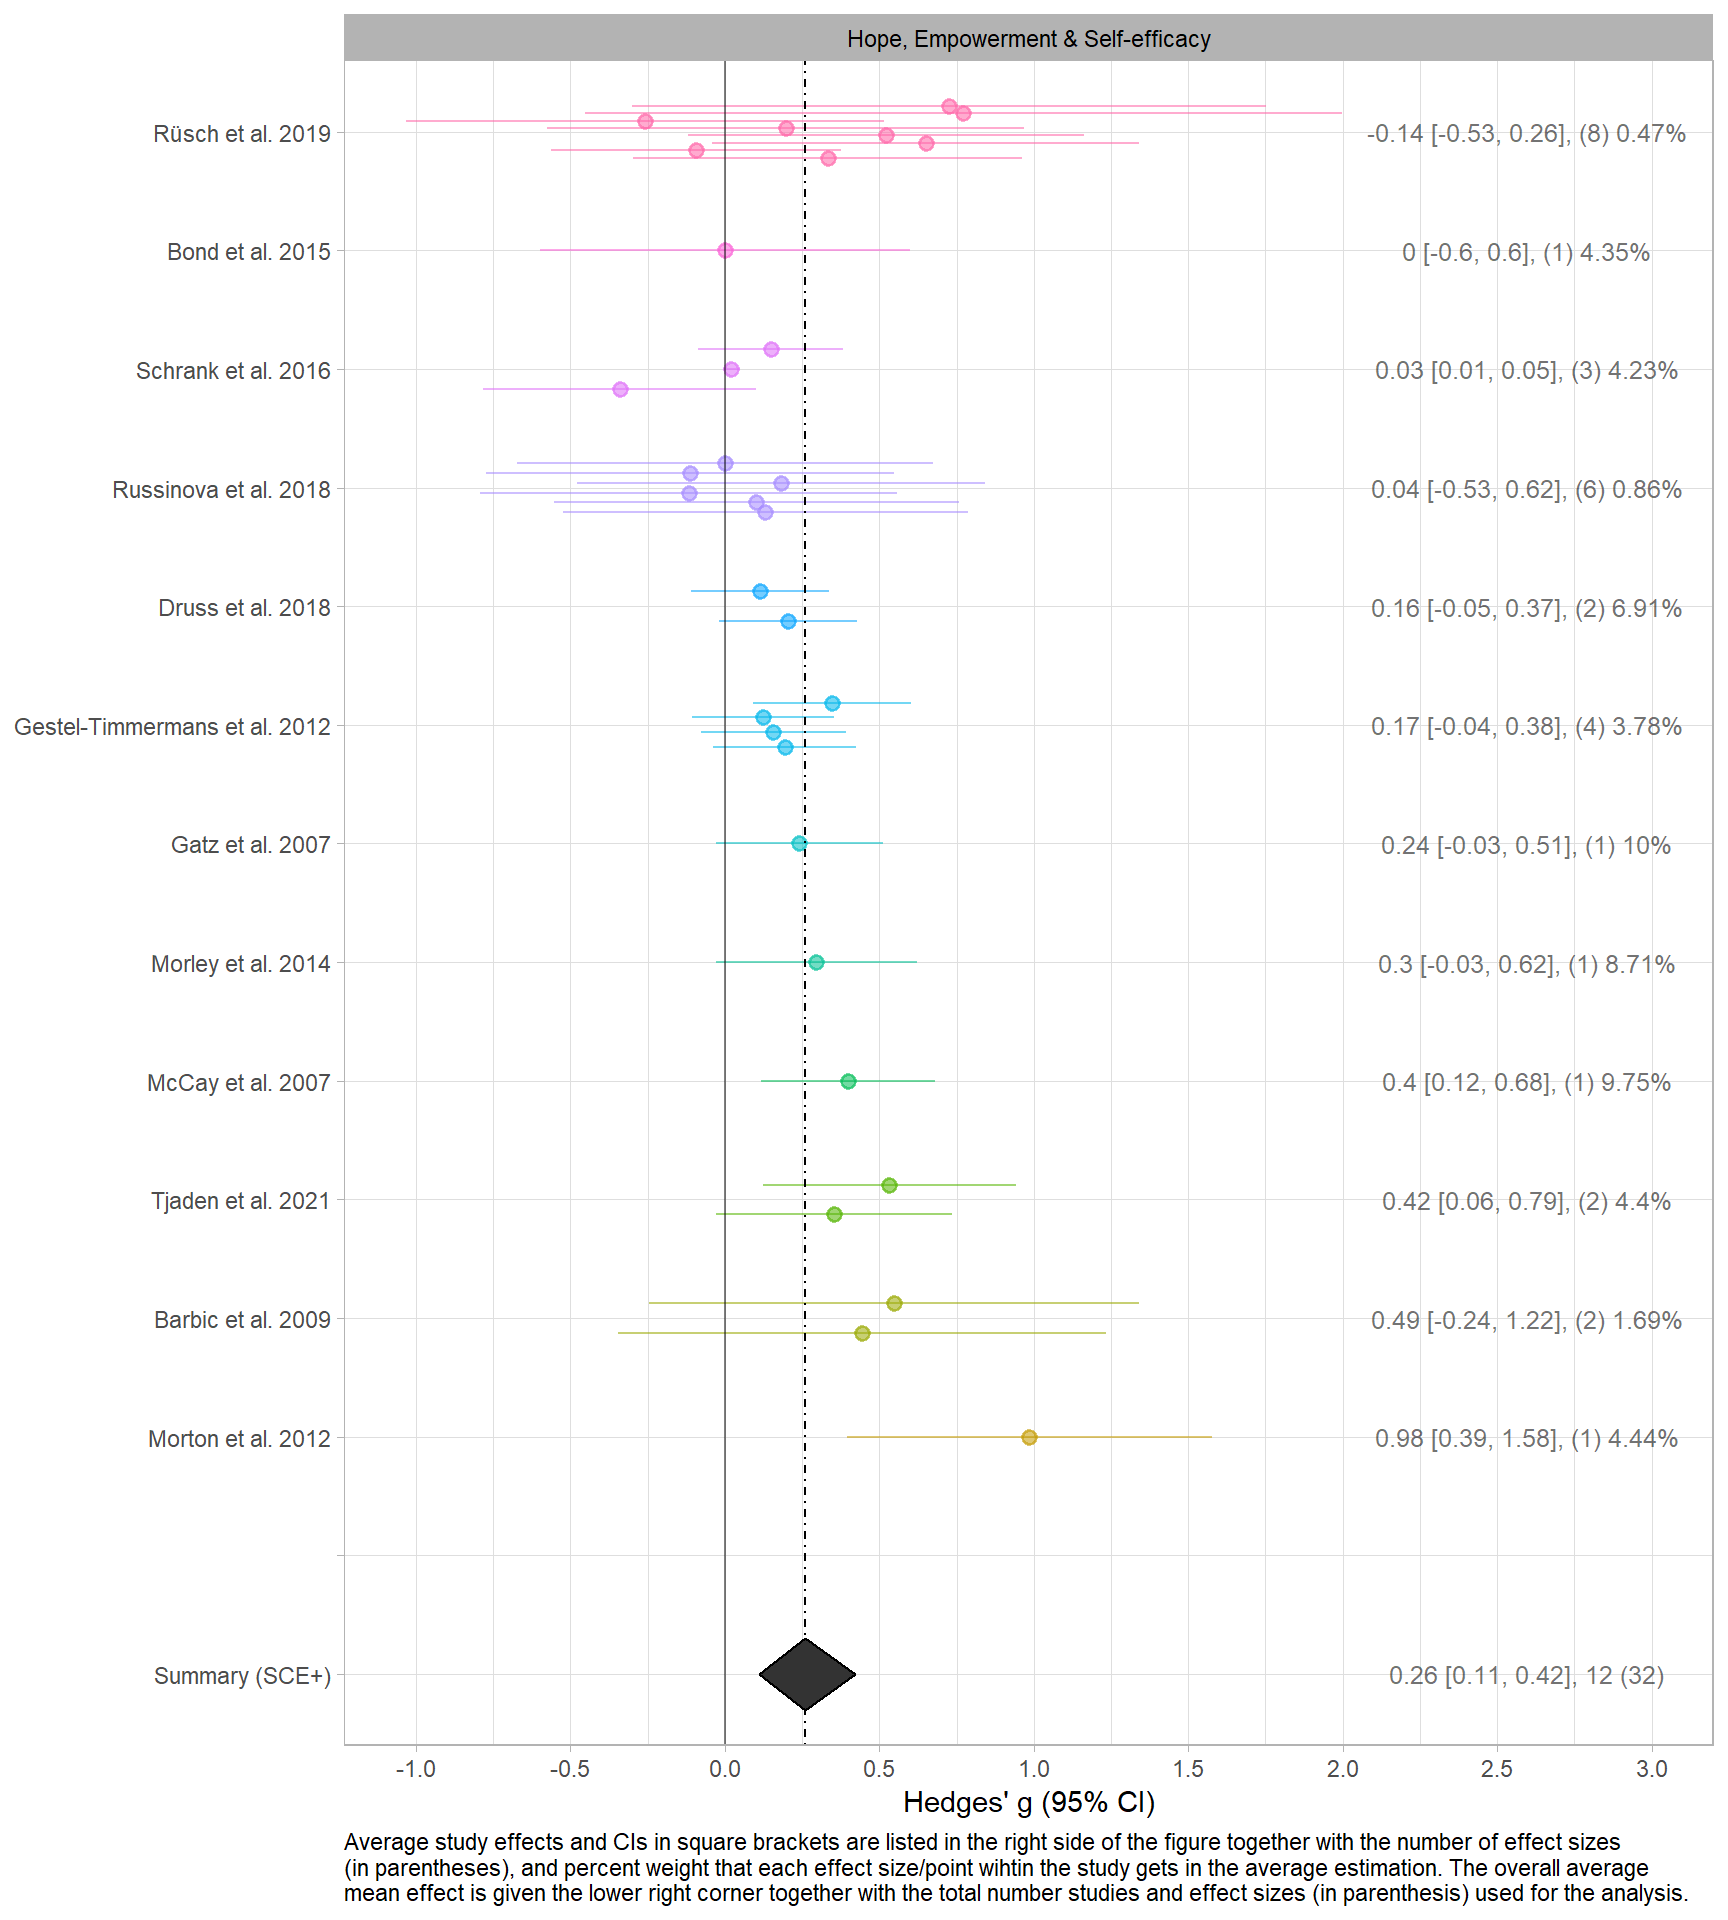 Hope, Empowerment & Self-efficacy
Rüsch et al. 2019 -0.14 [-0.53, 0.26], (8) 0.47%
Bond et al. 2015 0 [-0.6, 0.6], (1) 4.35%
Schrank et al. 2016 0.03 [0.01, 0.05], (3) 4.23%
Russinova et al. 2018 0.04 [-0.53, 0.62], (6) 0.86%
Druss et al. 2018 0.16 [-0.05, 0.37], (2) 6.91%
Gestel-Timmermans et al. 2012 0.17 [-0.04, 0.38], (4) 3.78%
Gatz et al. 2007 0.24 [-0.03, 0.51], (1) 10%
Morley et al. 2014 0.3 [-0.03, 0.62], (1) 8.71%
McCay et al. 2007 0.4 [0.12, 0.68], (1) 9.75%
Tjaden et al. 2021 0.42 [0.06, 0.79], (2) 4.4%
Barbic et al. 2009 0.49 [-0.24, 1.22], (2) 1.69%
Morton et al. 2012 0.98 [0.39, 1.58], (1) 4.44%
Summary (SCE+) 0.26 [0.11, 0.42], 12 (32)
-1.0 -0.5 0.0 0.5 1.0 1.5 2.0 2.5 3.0
Hedges' g (95% CI)
Average study effects and CIs in square brackets are listed in the right side of the figure together with the number of effect sizes
(in parentheses), and percent weight that each effect size/point wihtin the study gets in the average estimation. The overall average
mean effect is given the lower right corner together with the total number studies and effect sizes (in parenthesis) used for the analysis.